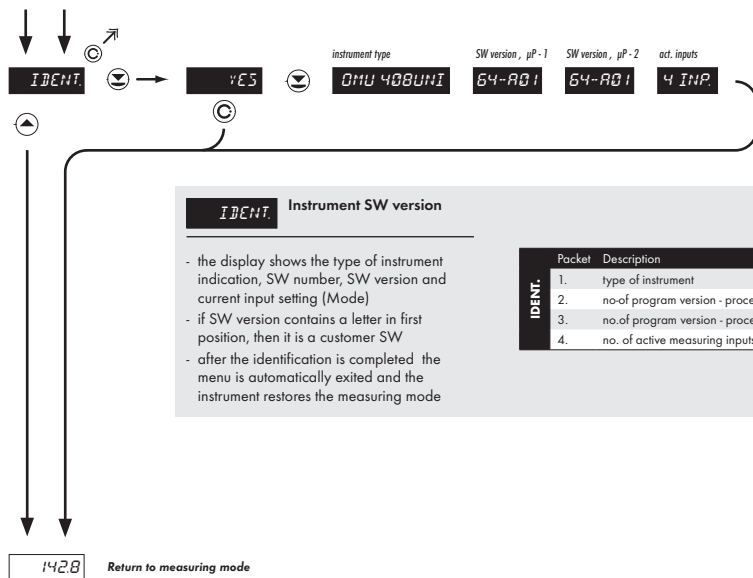 instrument type
SW version , µP - 1
SW version , µP - 2
act. inputs
IDENT.
YES
OMU 408UNI
64-A01
64-A01
4 INP.
IDENT.
Instrument SW version
- the display shows the type of instrument
indication, SW number, SW version and
current input setting (Mode)
- if SW version contains a letter in first
position, then it is a customer SW
- after the identification is completed the
menu is automatically exited and the
instrument restores the measuring mode
IDENT.
Packet Description
1. type of instrument
2. no-of program version - proce
3. no.of program version - proce
4. no. of active measuring inputs
142.8
Return to measuring mode